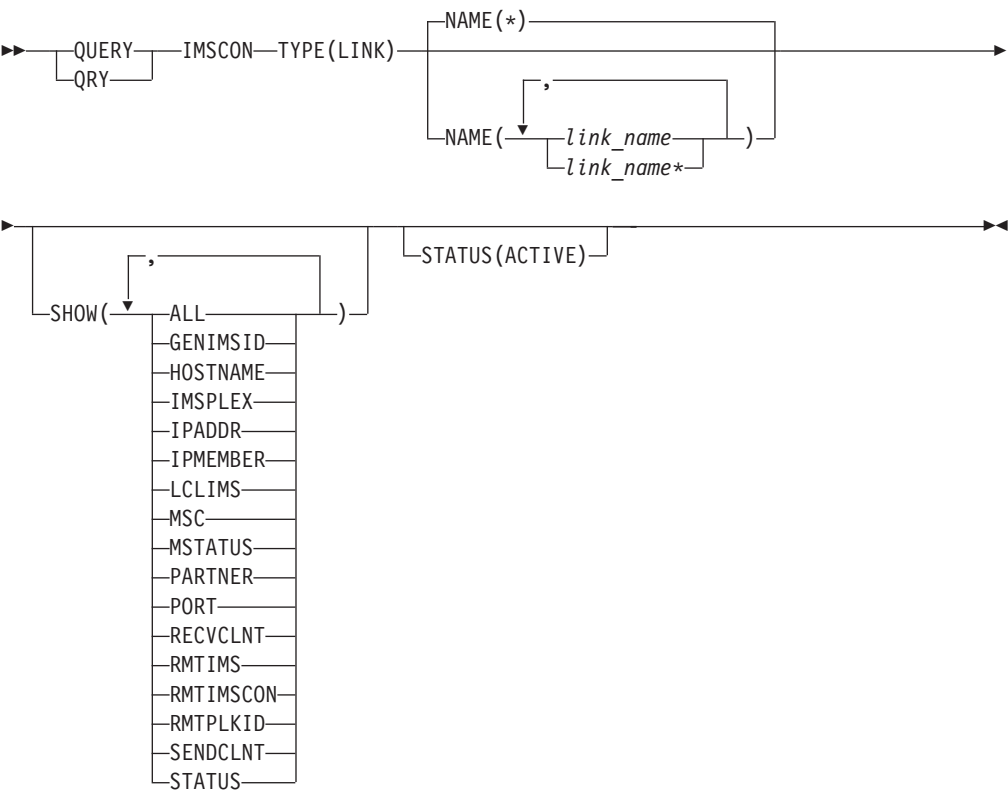 NAME(*)
QUERY IMSCON TYPE(LINK)
QRY
,
NAME( link_name )
link_name*
STATUS(ACTIVE)
,
SHOW( ALL )
GENIMSID
HOSTNAME
IMSPLEX
IPADDR
IPMEMBER
LCLIMS
MSC
MSTATUS
PARTNER
PORT
RECVCLNT
RMTIMS
RMTIMSCON
RMTPLKID
SENDCLNT
STATUS